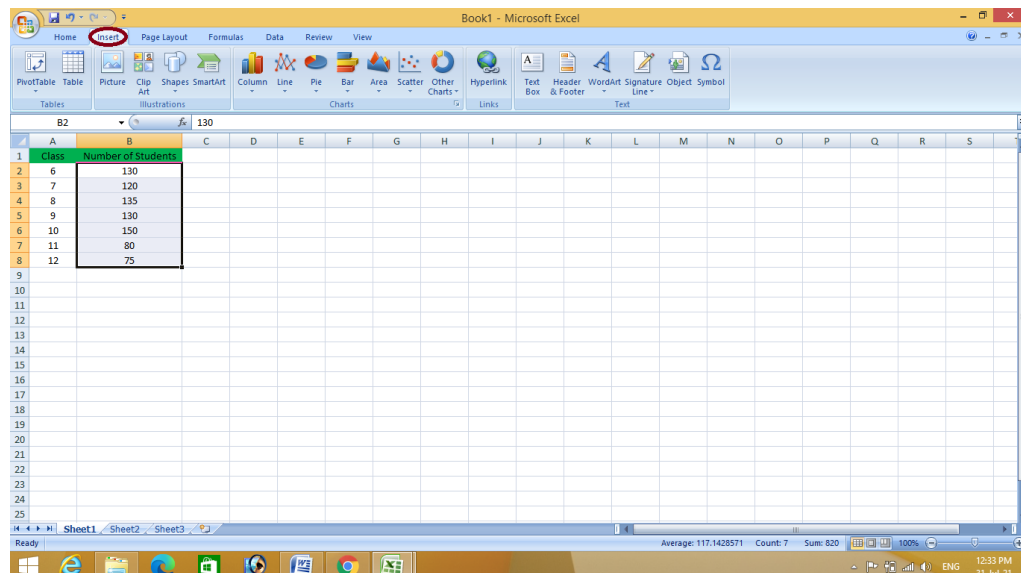 Book1 - Microsoft Excel
Home Insert Page Layout Formulas Data Review View
PivotTable Table Picture Clip Art Shapes SmartArt Column Line Pie Bar Area Scatter Other Charts Hyperlink Text Box Header & Footer WordArt Signature Line Object Symbol
Tables Illustrations Charts Links Text
B2 fx 130
A B C D E F G H I J K L M N O P Q R S
1 Class Number of Students
2 6 130
3 7 120
4 8 135
5 9 130
6 10 150
7 11 80
8 12 75
9
10
11
12
13
14
15
16
17
18
19
20
21
22
23
24
25
Sheet1 Sheet2 Sheet3
Ready Average: 117.1428571 Count: 7 Sum: 820 100%
ENG 12:33 PM